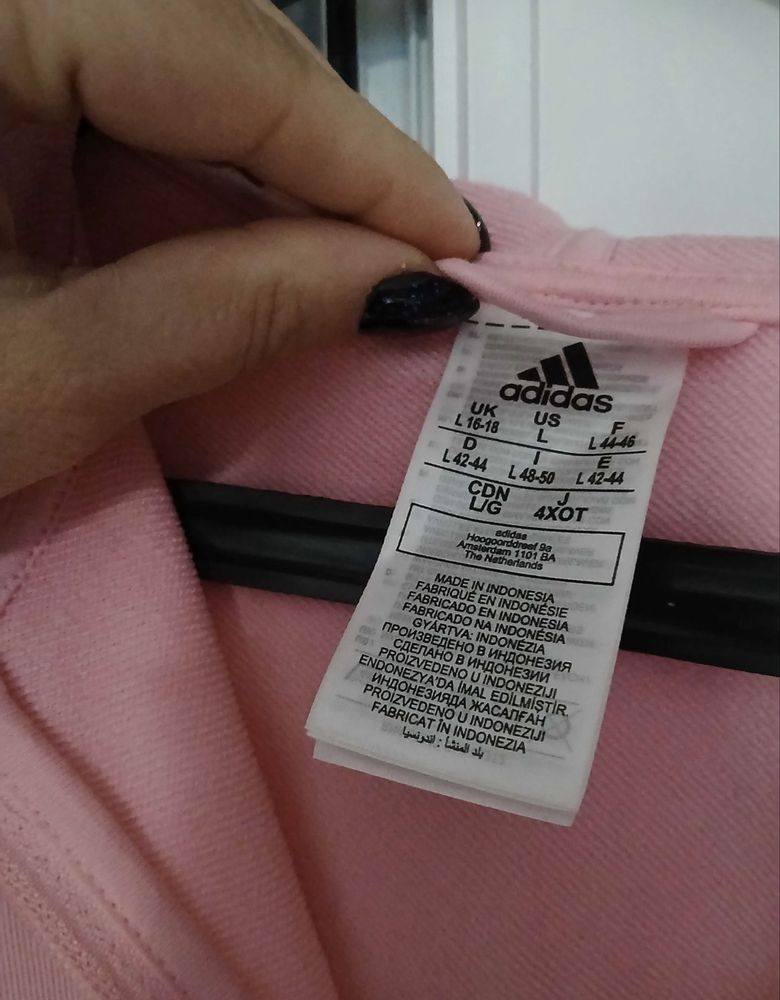 adidas
UK US F
L 16-18 L L 44-46
D I E
L 42-44 L 48-50 L 42-44
CDN J
L/G 4XOT
adidas
Hoogoorddreef 9a
Amsterdam 1101 BA
The Netherlands
MADE IN INDONESIA
FABRIQUÉ EN INDONÉSIE
FABRICADO EN INDONESIA
FABRICADO NA INDONÉSIA
GYÁRTVA: INDONÉZIA
ПРОИЗВЕДЕНО В ИНДОНЕЗИЯ
СДЕЛАНО В ИНДОНЕЗИИ
PROIZVEDENO U INDONEZIJI
ENDONEZYA'DA İMAL EDİLMİŞTİR.
ИНДОНЕЗИЯДА ЖАСАЛҒАН
PROIZVEDENO U INDONEZIJI
FABRICAT ÎN INDONEZIA
بلد المنشأ : اندونسيا